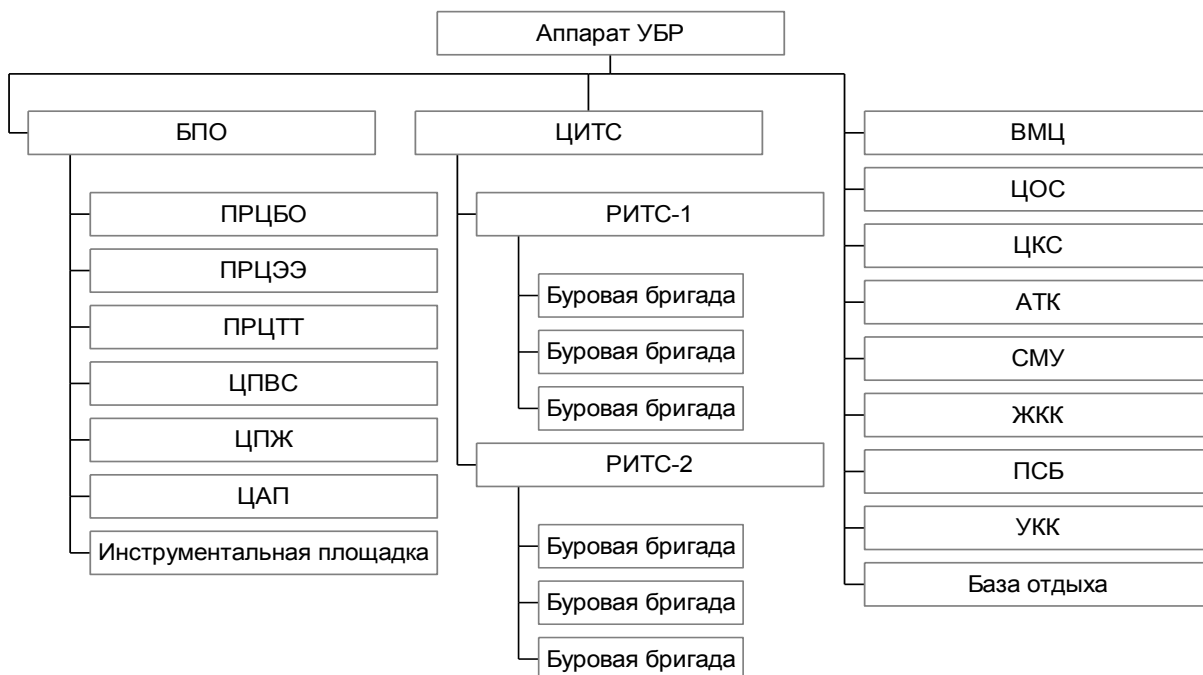 Аппарат УБР
БПО
ПРЦБО
ПРЦЭЭ
ПРЦТТ
ЦПВС
ЦПЖ
ЦАП
Инструментальная площадка
ЦИТС
РИТС-1
Буровая бригада
Буровая бригада
Буровая бригада
РИТС-2
Буровая бригада
Буровая бригада
Буровая бригада
ВМЦ
ЦОС
ЦКС
АТК
СМУ
ЖКК
ПСБ
УКК
База отдыха